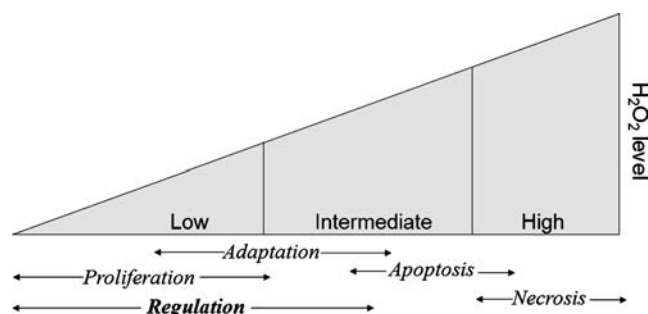 H₂O₂ level
Low Intermediate High
Adaptation
Proliferation Apoptosis
Regulation Necrosis